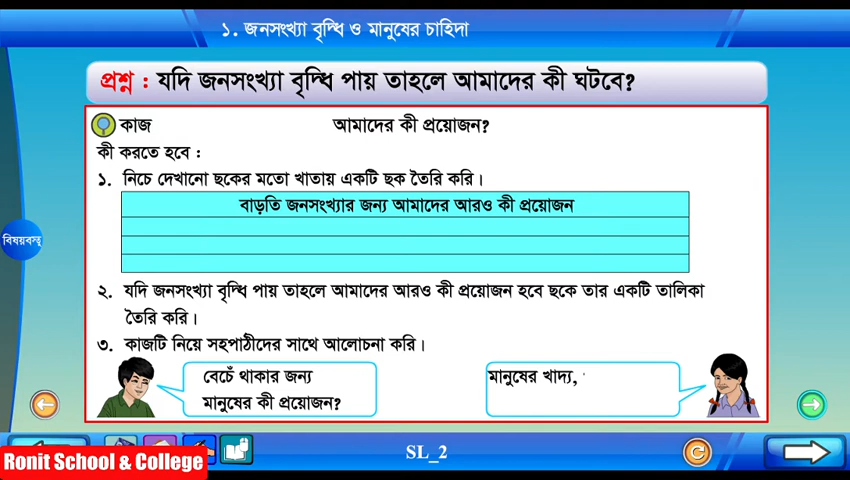 ১. জনসংখ্যা বৃদ্ধি ও মানুষের চাহিদা
প্রশ্ন : যদি জনসংখ্যা বৃদ্ধি পায় তাহলে আমাদের কী ঘটবে?
কাজ আমাদের কী প্রয়োজন?
কী করতে হবে :
১. নিচে দেখানো ছকের মতো খাতায় একটি ছক তৈরি করি।
বাড়তি জনসংখ্যার জন্য আমাদের আরও কী প্রয়োজন
বিষয়বস্তু
২. যদি জনসংখ্যা বৃদ্ধি পায় তাহলে আমাদের আরও কী প্রয়োজন হবে ছকে তার একটি তালিকা
তৈরি করি।
৩. কাজটি নিয়ে সহপাঠীদের সাথে আলোচনা করি।
বেচেঁ থাকার জন্য
মানুষের কী প্রয়োজন?
মানুষের খাদ্য,
SL_2
Ronit School & College